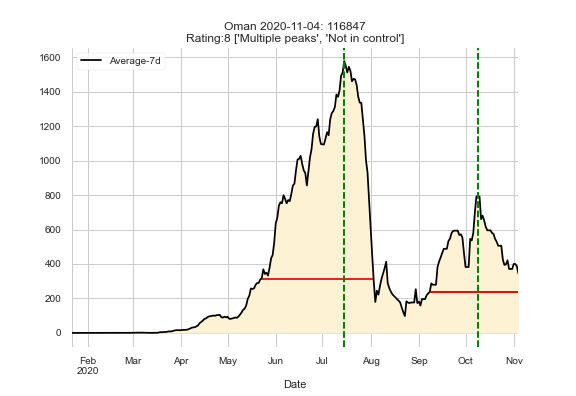 Oman 2020-11-04: 116847
Rating:8 ['Multiple peaks', 'Not in control']
Average-7d
1600
1400
1200
1000
800
600
400
200
0
Feb Mar Apr May Jun Jul Aug Sep Oct Nov
2020
Date